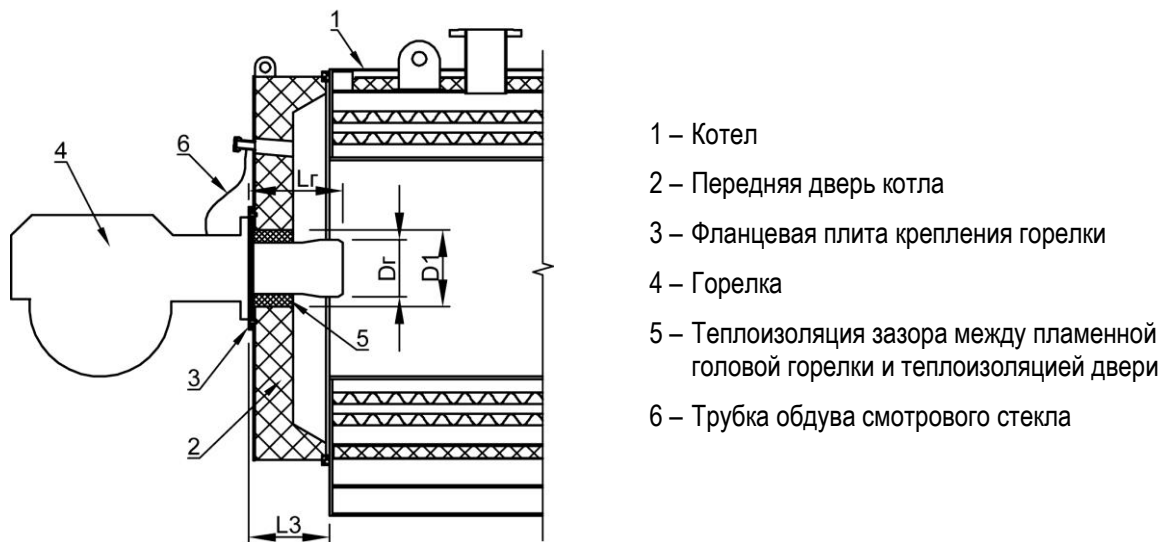 1
6
4
Lг
Dг
D1
5
3
2
L3
1 – Котел
2 – Передняя дверь котла
3 – Фланцевая плита крепления горелки
4 – Горелка
5 – Теплоизоляция зазора между пламенной
головой горелки и теплоизоляцией двери
6 – Трубка обдува смотрового стекла